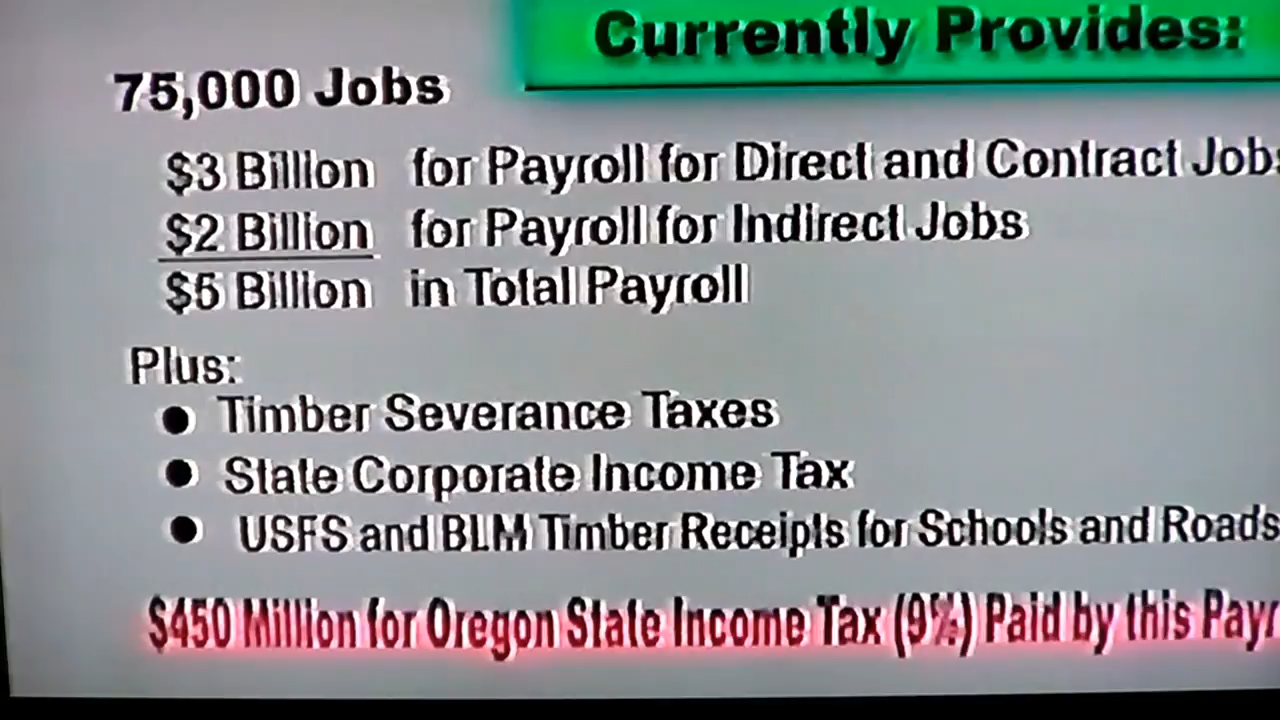 Currently Provides:
75,000 Jobs
$3 Billion for Payroll for Direct and Contract Jobs
$2 Billion for Payroll for Indirect Jobs
$5 Billion in Total Payroll
Plus:
● Timber Severance Taxes
● State Corporate Income Tax
● USFS and BLM Timber Receipts for Schools and Roads
$450 Million for Oregon State Income Tax (9%) Paid by this Payr